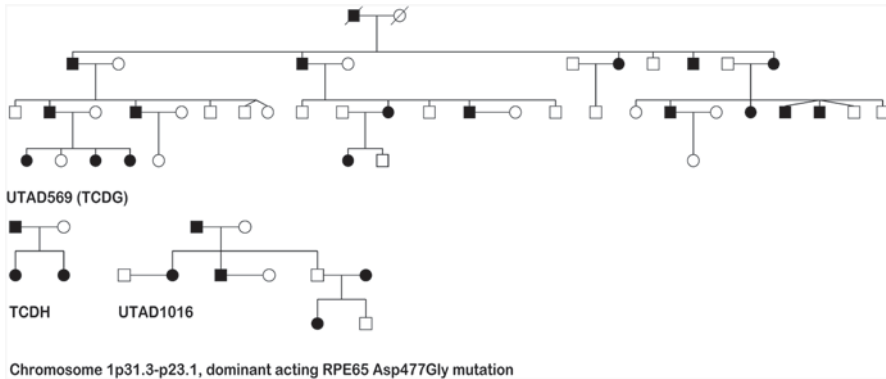 UTAD569 (TCDG)
TCDH
UTAD1016
Chromosome 1p31.3-p23.1, dominant acting RPE65 Asp477Gly mutation